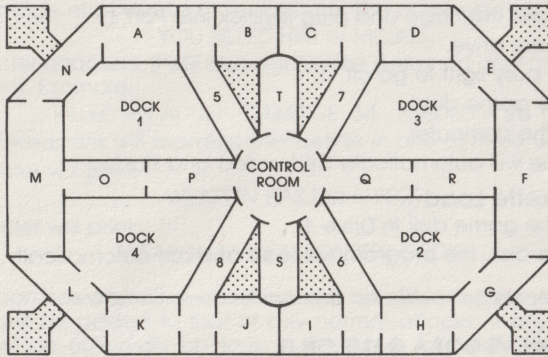 A B C D
N E
5 T 7
DOCK 1
DOCK 3
CONTROL
ROOM
U
M O P Q R F
DOCK 4
DOCK 2
8 S 6
L G
K J I H